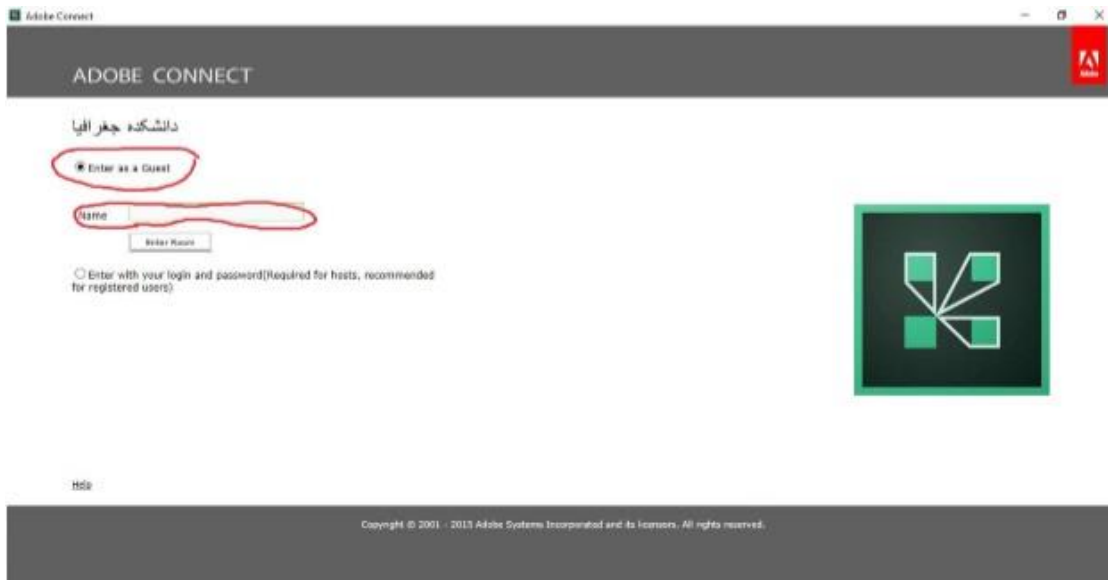 Adobe Connect
ADOBE CONNECT
Adobe
دانشکده جغرافیا
Enter as a Guest
Name
Enter Room
Enter with your login and password(Required for hosts, recommended
for registered users)
Help
Copyright © 2001 - 2015 Adobe Systems Incorporated and its licensors. All rights reserved.